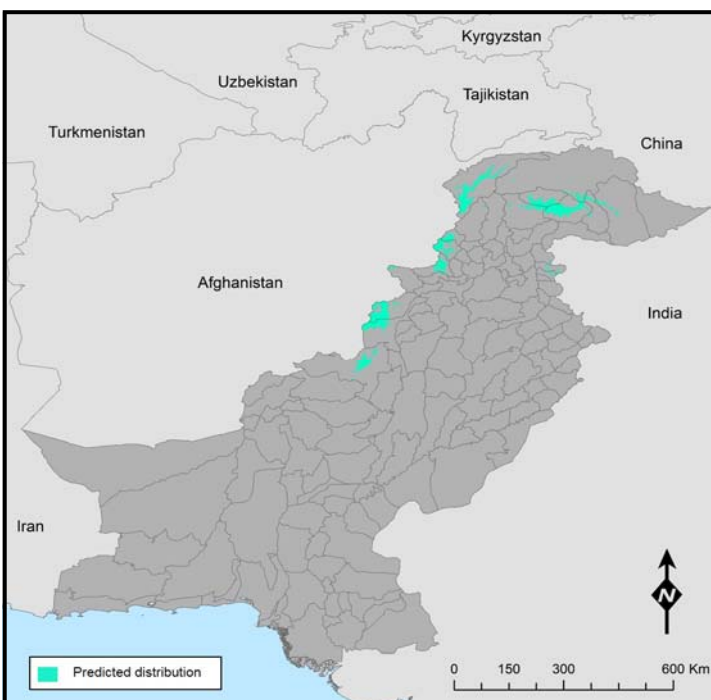 Kyrgyzstan
Uzbekistan
Tajikistan
Turkmenistan
China
Afghanistan
India
Iran
N
Predicted distribution
0 150 300 600 Km